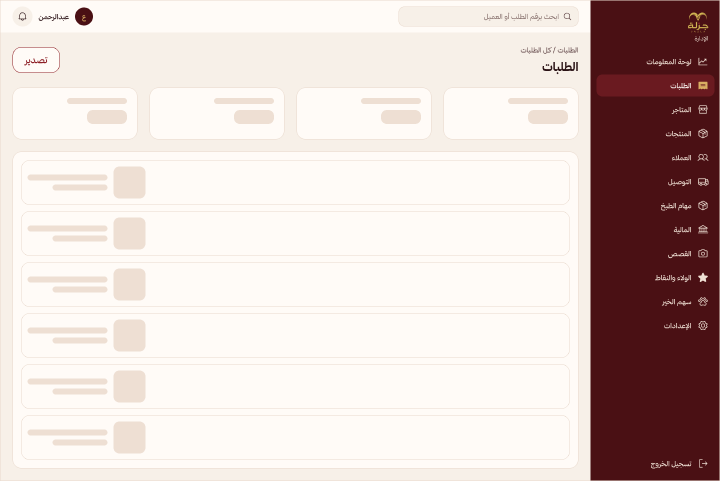 جزلة
الإدارة
لوحة المعلومات
الطلبات
المتاجر
المنتجات
العملاء
التوصيل
مهام الطبخ
المالية
القصص
الولاء والنقاط
سهم الخير
الإعدادات
تسجيل الخروج
ابحث برقم الطلب أو العميل
ع
عبدالرحمن
الطلبات / كل الطلبات
الطلبات
تصدير